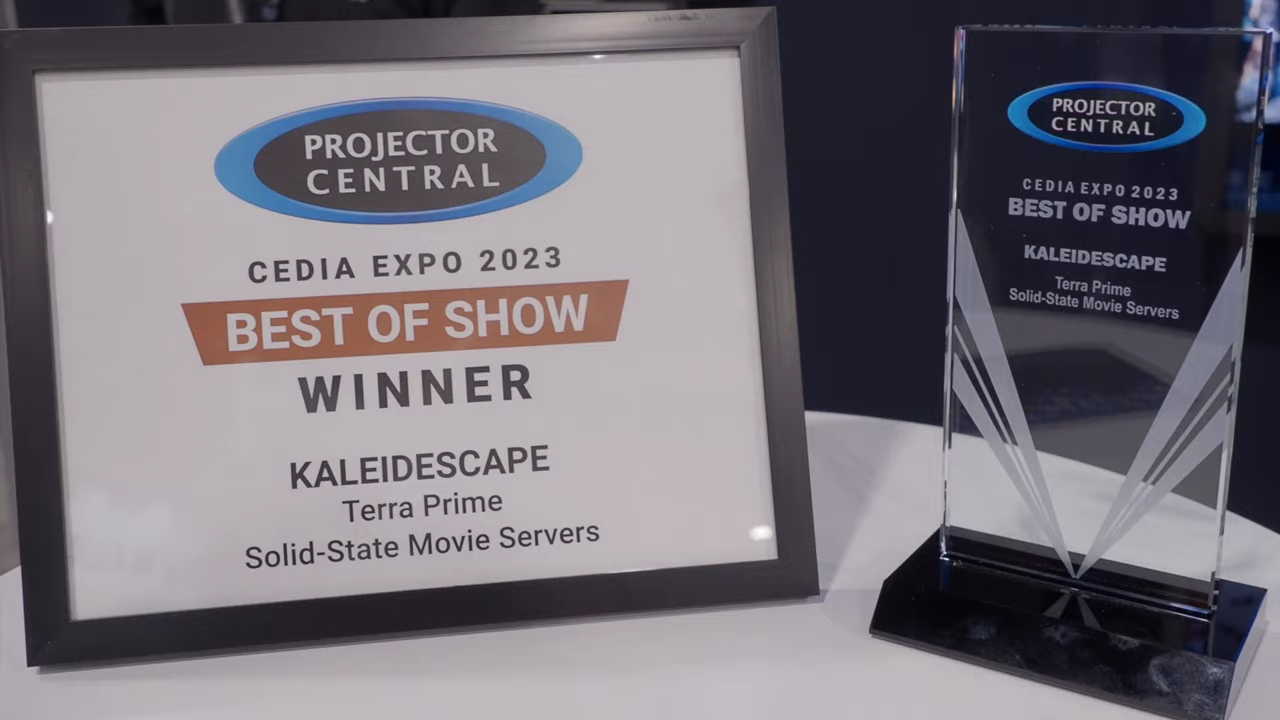 PROJECTOR
CENTRAL
CEDIA EXPO 2023
BEST OF SHOW
WINNER
KALEIDESCAPE
Terra Prime
Solid-State Movie Servers
PROJECTOR
CENTRAL
CEDIA EXPO 2023
BEST OF SHOW
KALEIDESCAPE
Terra Prime
Solid-State Movie Servers